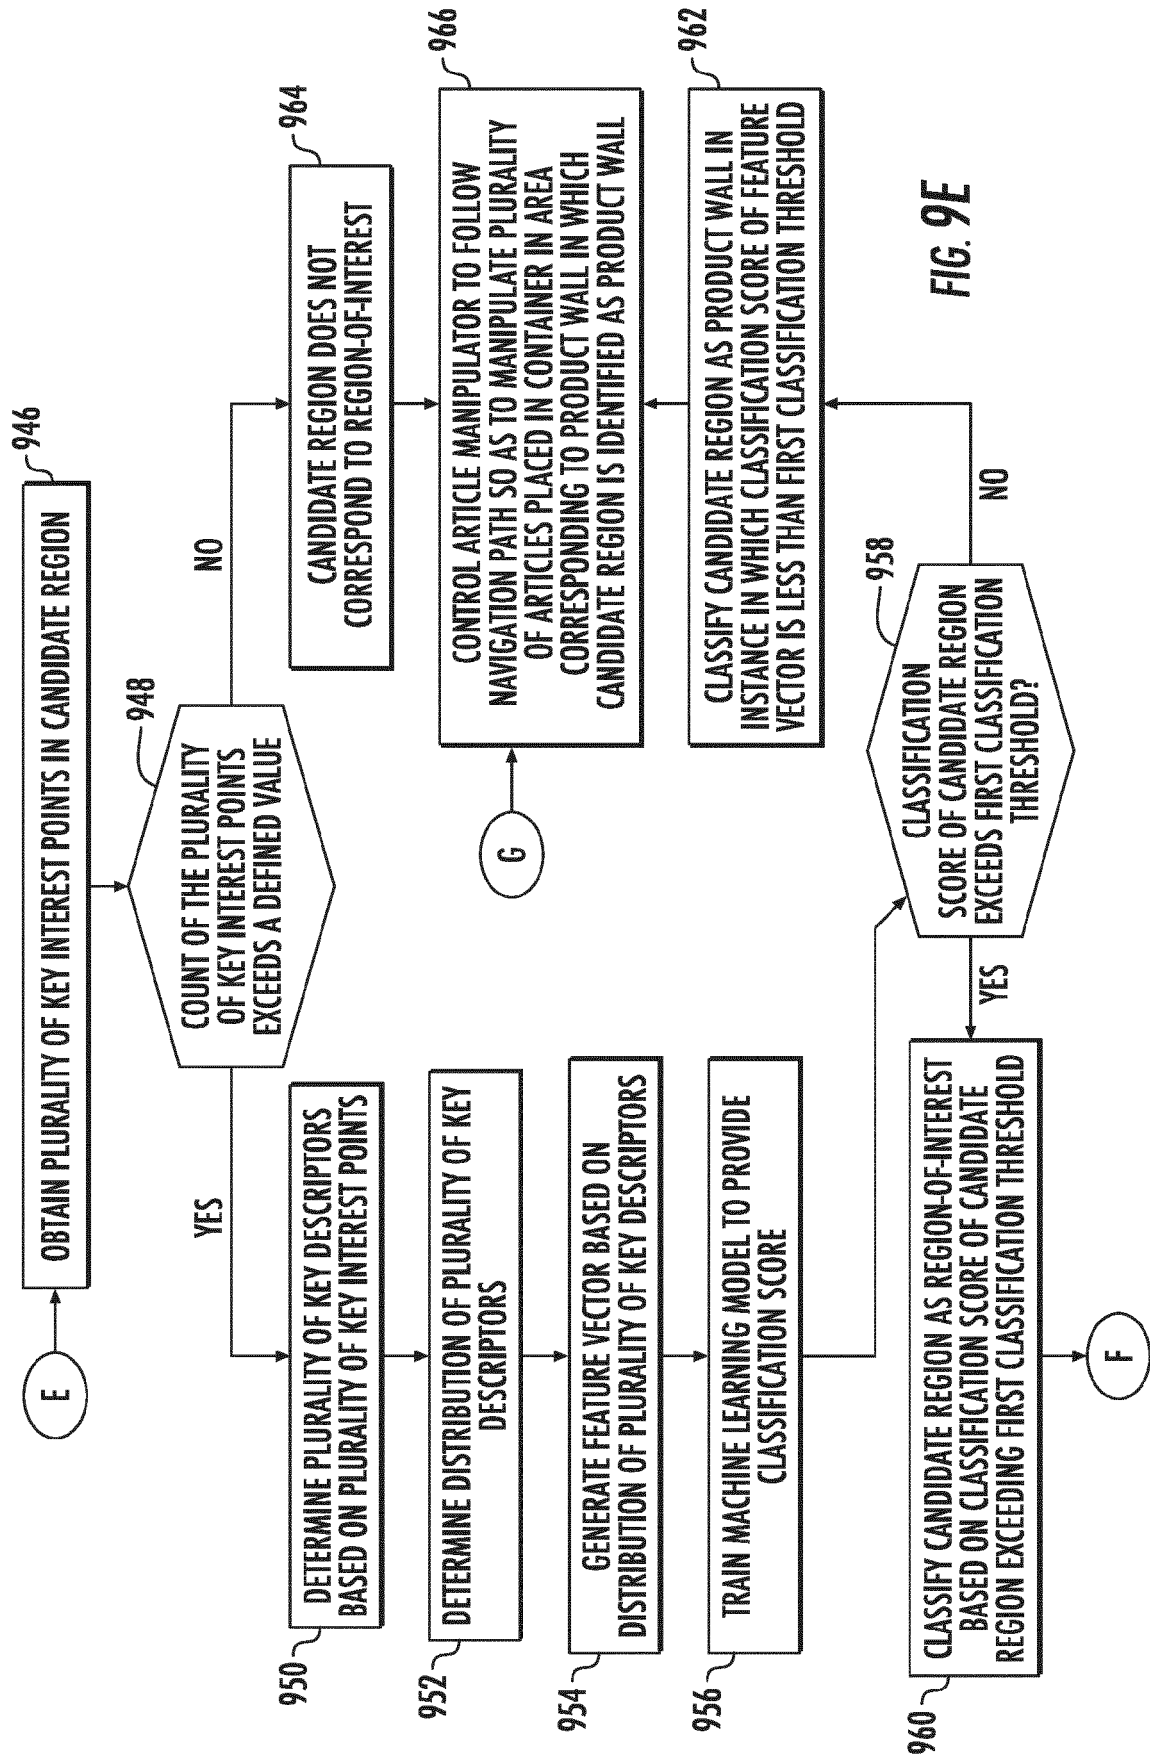 E
OBTAIN PLURALITY OF KEY INTEREST POINTS IN CANDIDATE REGION
946
COUNT OF THE PLURALITY
OF KEY INTEREST POINTS
EXCEEDS A DEFINED VALUE
948
YES
NO
950
DETERMINE PLURALITY OF KEY DESCRIPTORS
BASED ON PLURALITY OF KEY INTEREST POINTS
CANDIDATE REGION DOES NOT
CORRESPOND TO REGION-OF-INTEREST
964
952
DETERMINE DISTRIBUTION OF PLURALITY OF KEY
DESCRIPTORS
G
CONTROL ARTICLE MANIPULATOR TO FOLLOW
NAVIGATION PATH SO AS TO MANIPULATE PLURALITY
OF ARTICLES PLACED IN CONTAINER IN AREA
CORRESPONDING TO PRODUCT WALL IN WHICH
CANDIDATE REGION IS IDENTIFIED AS PRODUCT WALL
966
954
GENERATE FEATURE VECTOR BASED ON
DISTRIBUTION OF PLURALITY OF KEY DESCRIPTORS
956
TRAIN MACHINE LEARNING MODEL TO PROVIDE
CLASSIFICATION SCORE
CLASSIFY CANDIDATE REGION AS PRODUCT WALL IN
INSTANCE IN WHICH CLASSIFICATION SCORE OF FEATURE
VECTOR IS LESS THAN FIRST CLASSIFICATION THRESHOLD
962
CLASSIFICATION
SCORE OF CANDIDATE REGION
EXCEEDS FIRST CLASSIFICATION
THRESHOLD?
958
YES
NO
960
CLASSIFY CANDIDATE REGION AS REGION-OF-INTEREST
BASED ON CLASSIFICATION SCORE OF CANDIDATE
REGION EXCEEDING FIRST CLASSIFICATION THRESHOLD
F
FIG. 9E